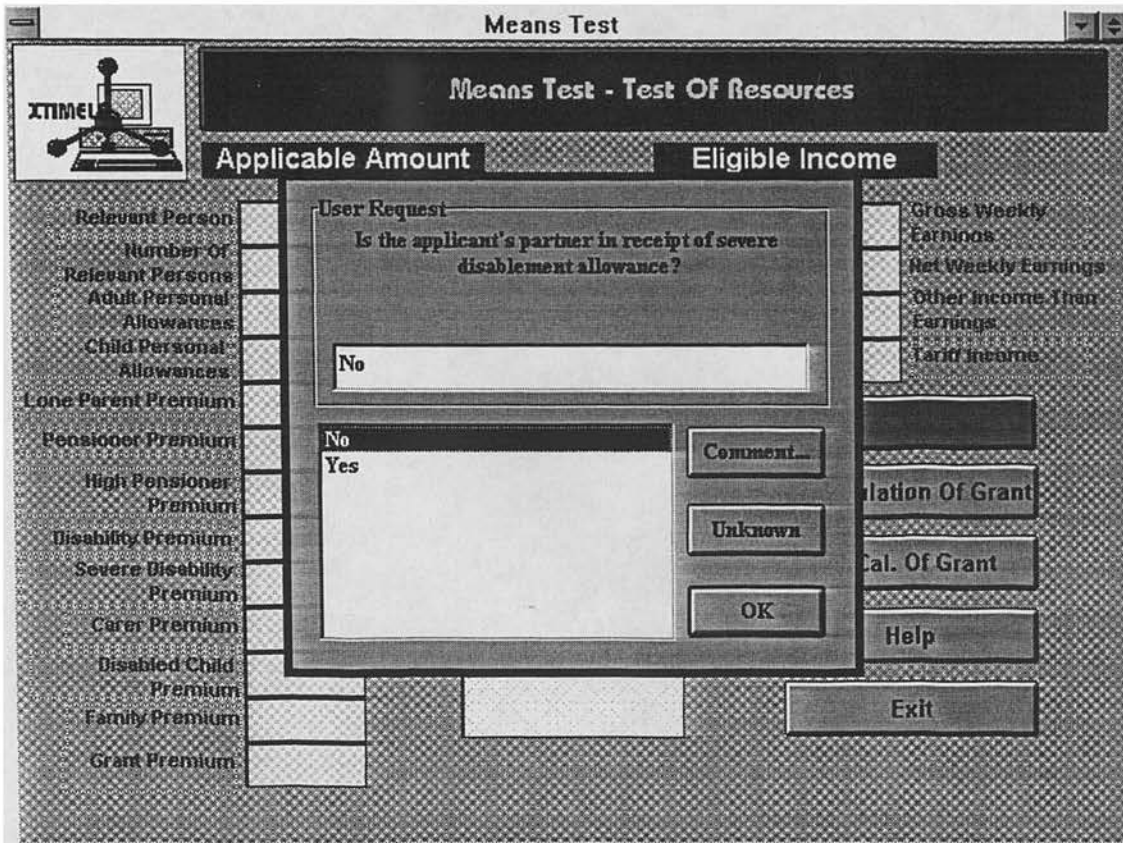 Means Test
XTIMEL
Means Test - Test Of Resources
Applicable Amount
Eligible Income
Relevant Person
Number Of
Relevant Persons
Adult Personal
Allowances
Child Personal
Allowances
Lone Parent Premium
Pensioner Premium
High Pensioner
Premium
Disability Premium
Severe Disability
Premium
Carer Premium
Disabled Child
Premium
Family Premium
Grant Premium
User Request
Is the applicant's partner in receipt of severe
disablement allowance?
No
No
Yes
Comment...
Unknown
OK
Gross Weekly
Earnings
Net Weekly Earnings
Other Income Than
Earnings
Tariff Income
lation Of Grant
Cal. Of Grant
Help
Exit